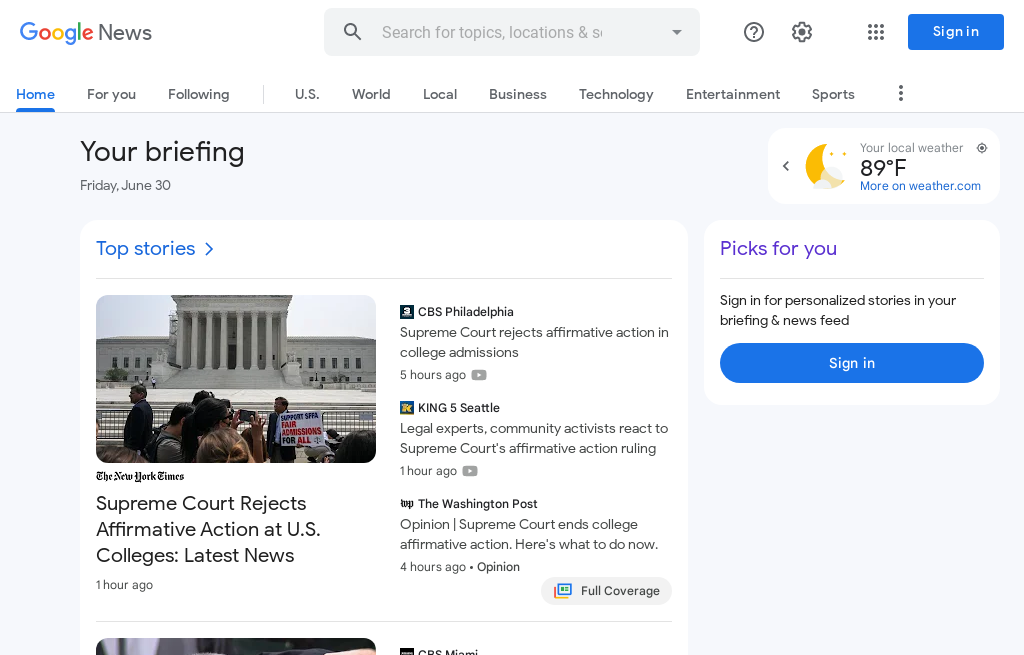 Google News
Search for topics, locations & so
Sign in
Home
For you
Following
U.S.
World
Local
Business
Technology
Entertainment
Sports
Your briefing
Friday, June 30
Your local weather
89°F
More on weather.com
Top stories
Picks for you
Sign in for personalized stories in your
briefing & news feed
Sign in
SUPPORT SFFA
FAIR
ADMISSIONS
FOR ALL
The New York Times
Supreme Court Rejects
Affirmative Action at U.S.
Colleges: Latest News
1 hour ago
CBS Philadelphia
Supreme Court rejects affirmative action in
college admissions
5 hours ago
KING 5 Seattle
Legal experts, community activists react to
Supreme Court's affirmative action ruling
1 hour ago
wp The Washington Post
Opinion | Supreme Court ends college
affirmative action. Here's what to do now.
4 hours ago • Opinion
Full Coverage
CBS Miami